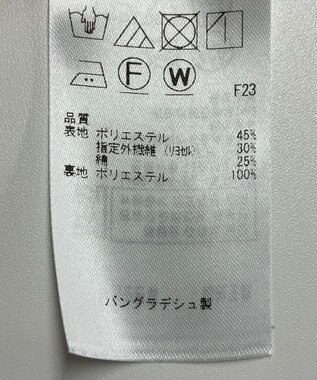 F W F23
品質
表地 ポリエステル 45%
指定外繊維 (リヨセル) 30%
綿 25%
裏地 ポリエステル 100%
バングラデシュ製